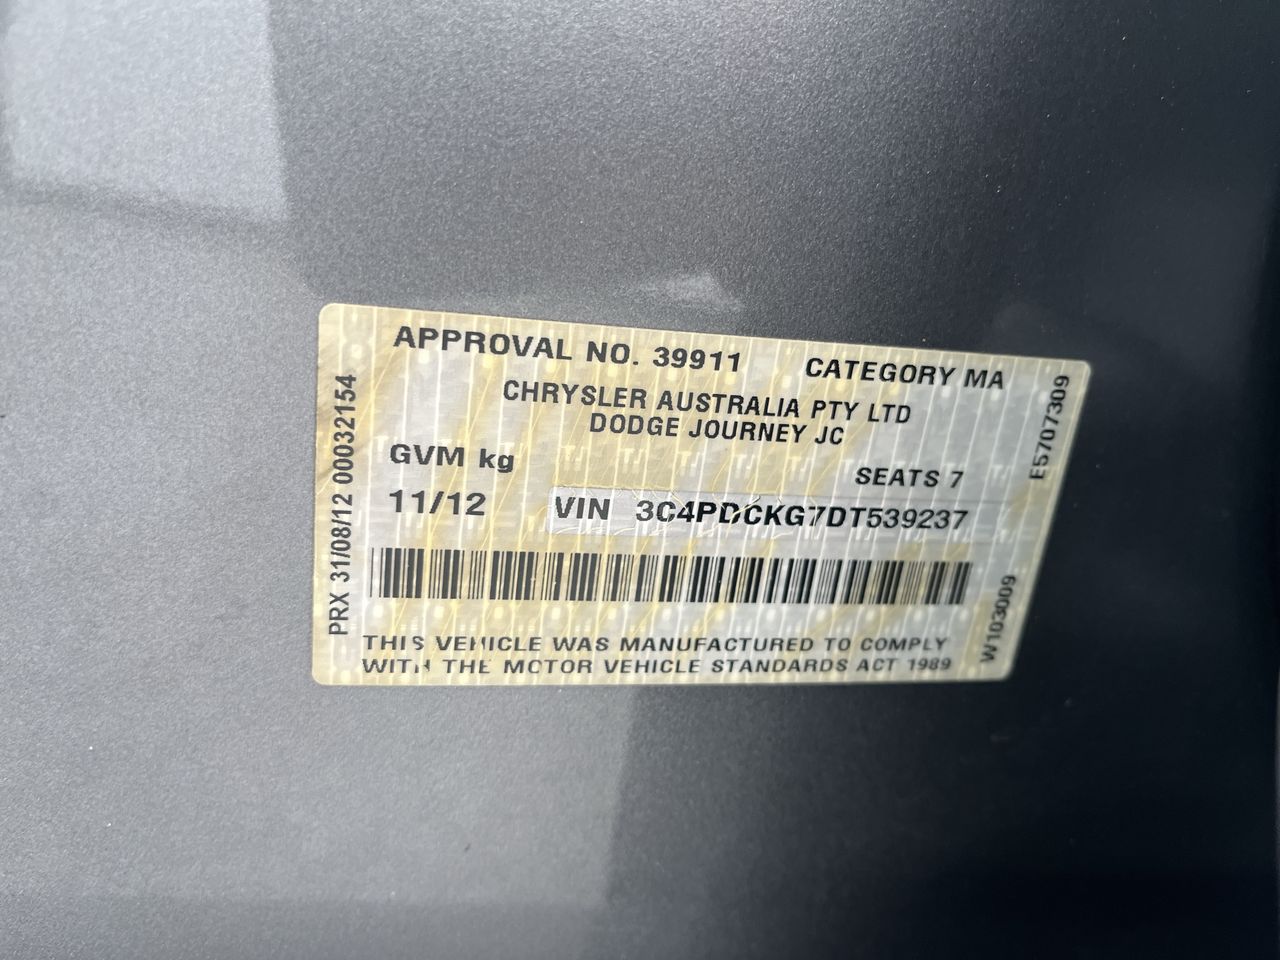 APPROVAL NO. 39911 CATEGORY MA
CHRYSLER AUSTRALIA PTY LTD
DODGE JOURNEY JC
GVM kg SEATS 7
11/12 VIN 3C4PDCKG7DT539237
THIS VEHICLE WAS MANUFACTURED TO COMPLY
WITH THE MOTOR VEHICLE STANDARDS ACT 1989
PRX 31/08/12 00032154
E5707309
W103009